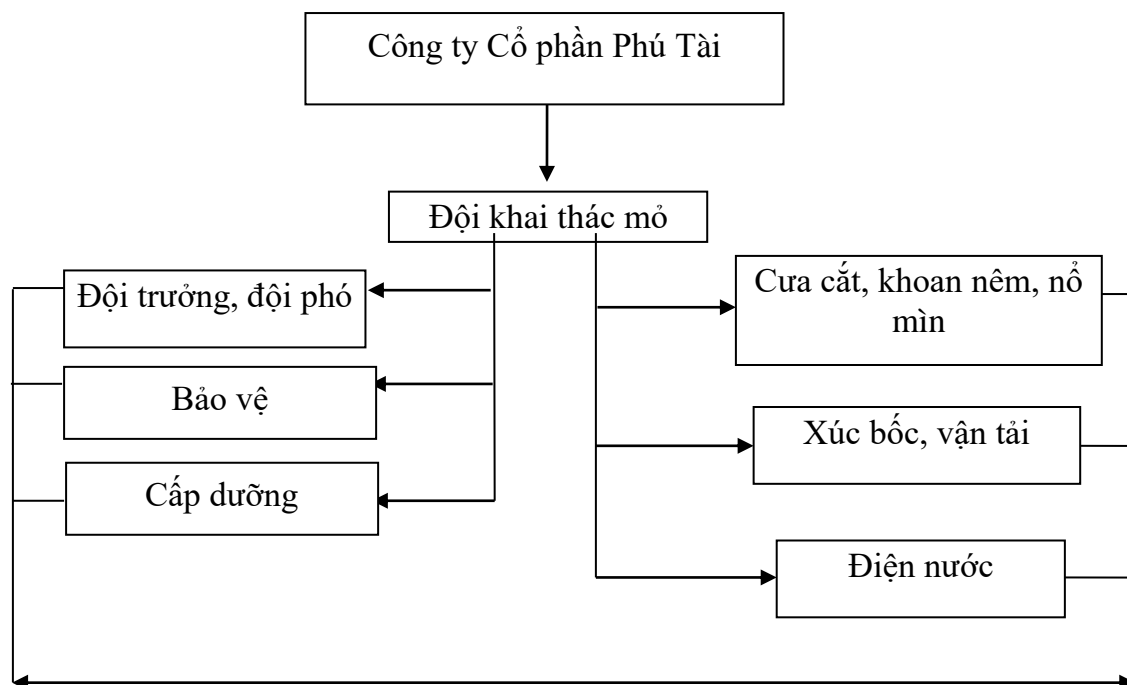 Công ty Cổ phần Phú Tài
Đội khai thác mỏ
Đội trưởng, đội phó
Bảo vệ
Cấp dưỡng
Cưa cắt, khoan nêm, nổ
mìn
Xúc bốc, vận tải
Điện nước